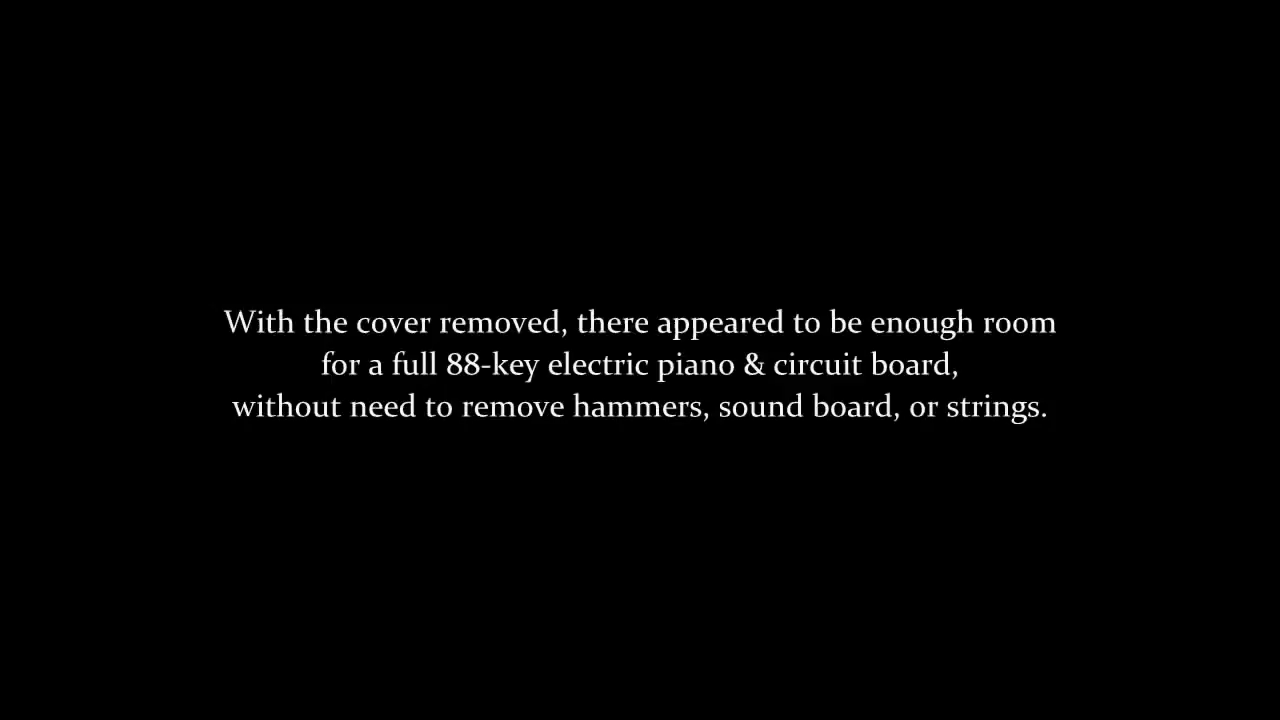 With the cover removed, there appeared to be enough room
for a full 88-key electric piano & circuit board,
without need to remove hammers, sound board, or strings.